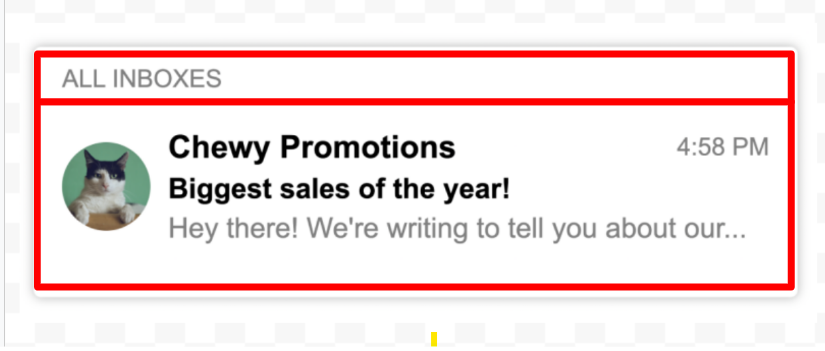 ALL INBOXES
Chewy Promotions 4:58 PM
Biggest sales of the year!
Hey there! We're writing to tell you about our...